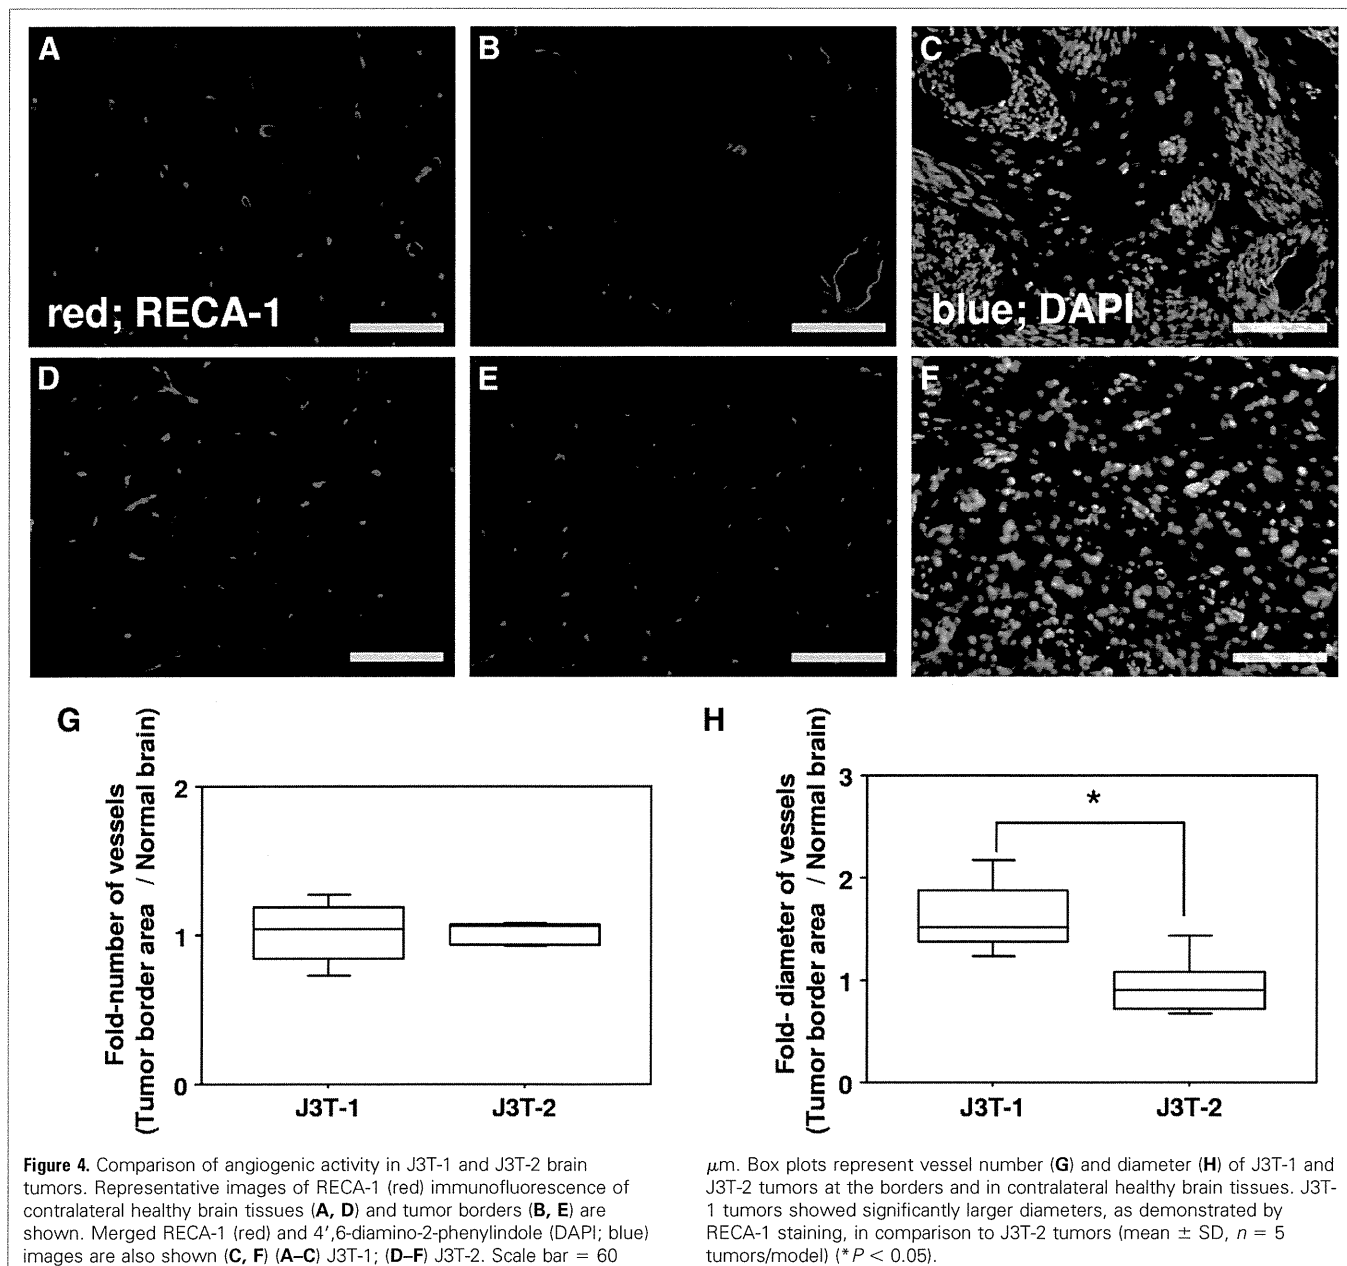 A
B
C
red; RECA-1
blue; DAPI
D
E
F
G
Fold-number of vessels
(Tumor border area / Normal brain)
2
1
0
J3T-1
J3T-2
H
Fold- diameter of vessels
(Tumor border area / Normal brain)
3
2
1
0
*
J3T-1
J3T-2
Figure 4. Comparison of angiogenic activity in J3T-1 and J3T-2 brain
tumors. Representative images of RECA-1 (red) immunofluorescence of
contralateral healthy brain tissues (A, D) and tumor borders (B, E) are
shown. Merged RECA-1 (red) and 4′,6-diamino-2-phenylindole (DAPI; blue)
images are also shown (C, F) (A–C) J3T-1; (D–F) J3T-2. Scale bar = 60
μm. Box plots represent vessel number (G) and diameter (H) of J3T-1 and
J3T-2 tumors at the borders and in contralateral healthy brain tissues. J3T-
1 tumors showed significantly larger diameters, as demonstrated by
RECA-1 staining, in comparison to J3T-2 tumors (mean ± SD, n = 5
tumors/model) (*P < 0.05).